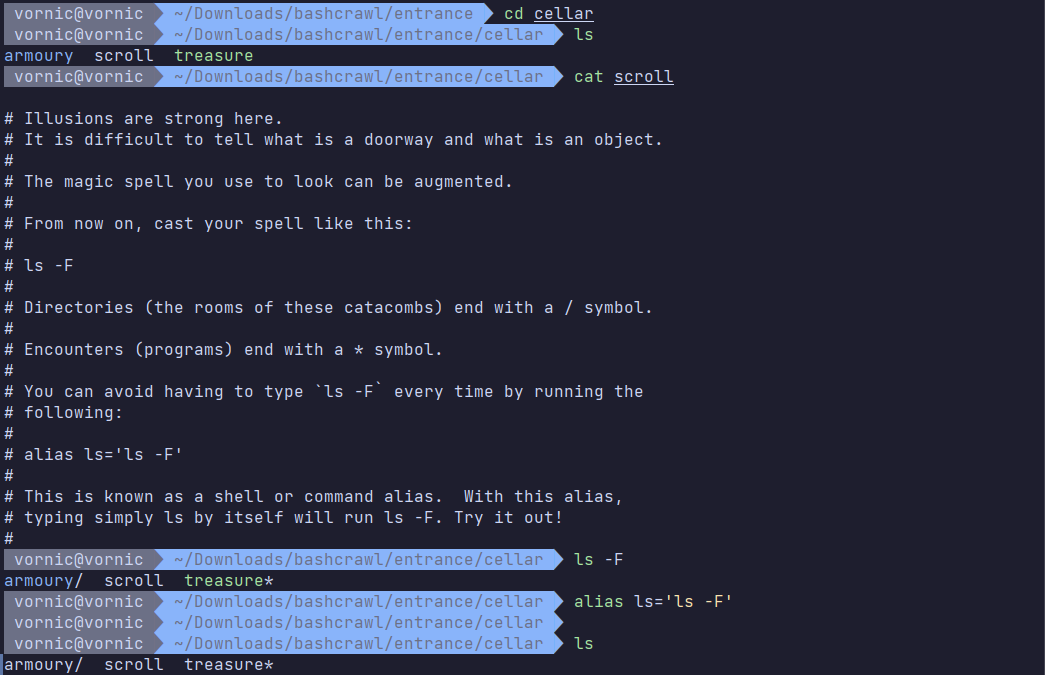 vornic@vornic ~/Downloads/bashcrawl/entrance cd cellar
vornic@vornic ~/Downloads/bashcrawl/entrance/cellar ls
armoury  scroll  treasure
vornic@vornic ~/Downloads/bashcrawl/entrance/cellar cat scroll

# Illusions are strong here.
# It is difficult to tell what is a doorway and what is an object.
#
# The magic spell you use to look can be augmented.
#
# From now on, cast your spell like this:
#
# ls -F
#
# Directories (the rooms of these catacombs) end with a / symbol.
#
# Encounters (programs) end with a * symbol.
#
# You can avoid having to type `ls -F` every time by running the
# following:
#
# alias ls='ls -F'
#
# This is known as a shell or command alias.  With this alias,
# typing simply ls by itself will run ls -F. Try it out!
#
vornic@vornic ~/Downloads/bashcrawl/entrance/cellar ls -F
armoury/  scroll  treasure*
vornic@vornic ~/Downloads/bashcrawl/entrance/cellar alias ls='ls -F'
vornic@vornic ~/Downloads/bashcrawl/entrance/cellar
vornic@vornic ~/Downloads/bashcrawl/entrance/cellar ls
armoury/  scroll  treasure*